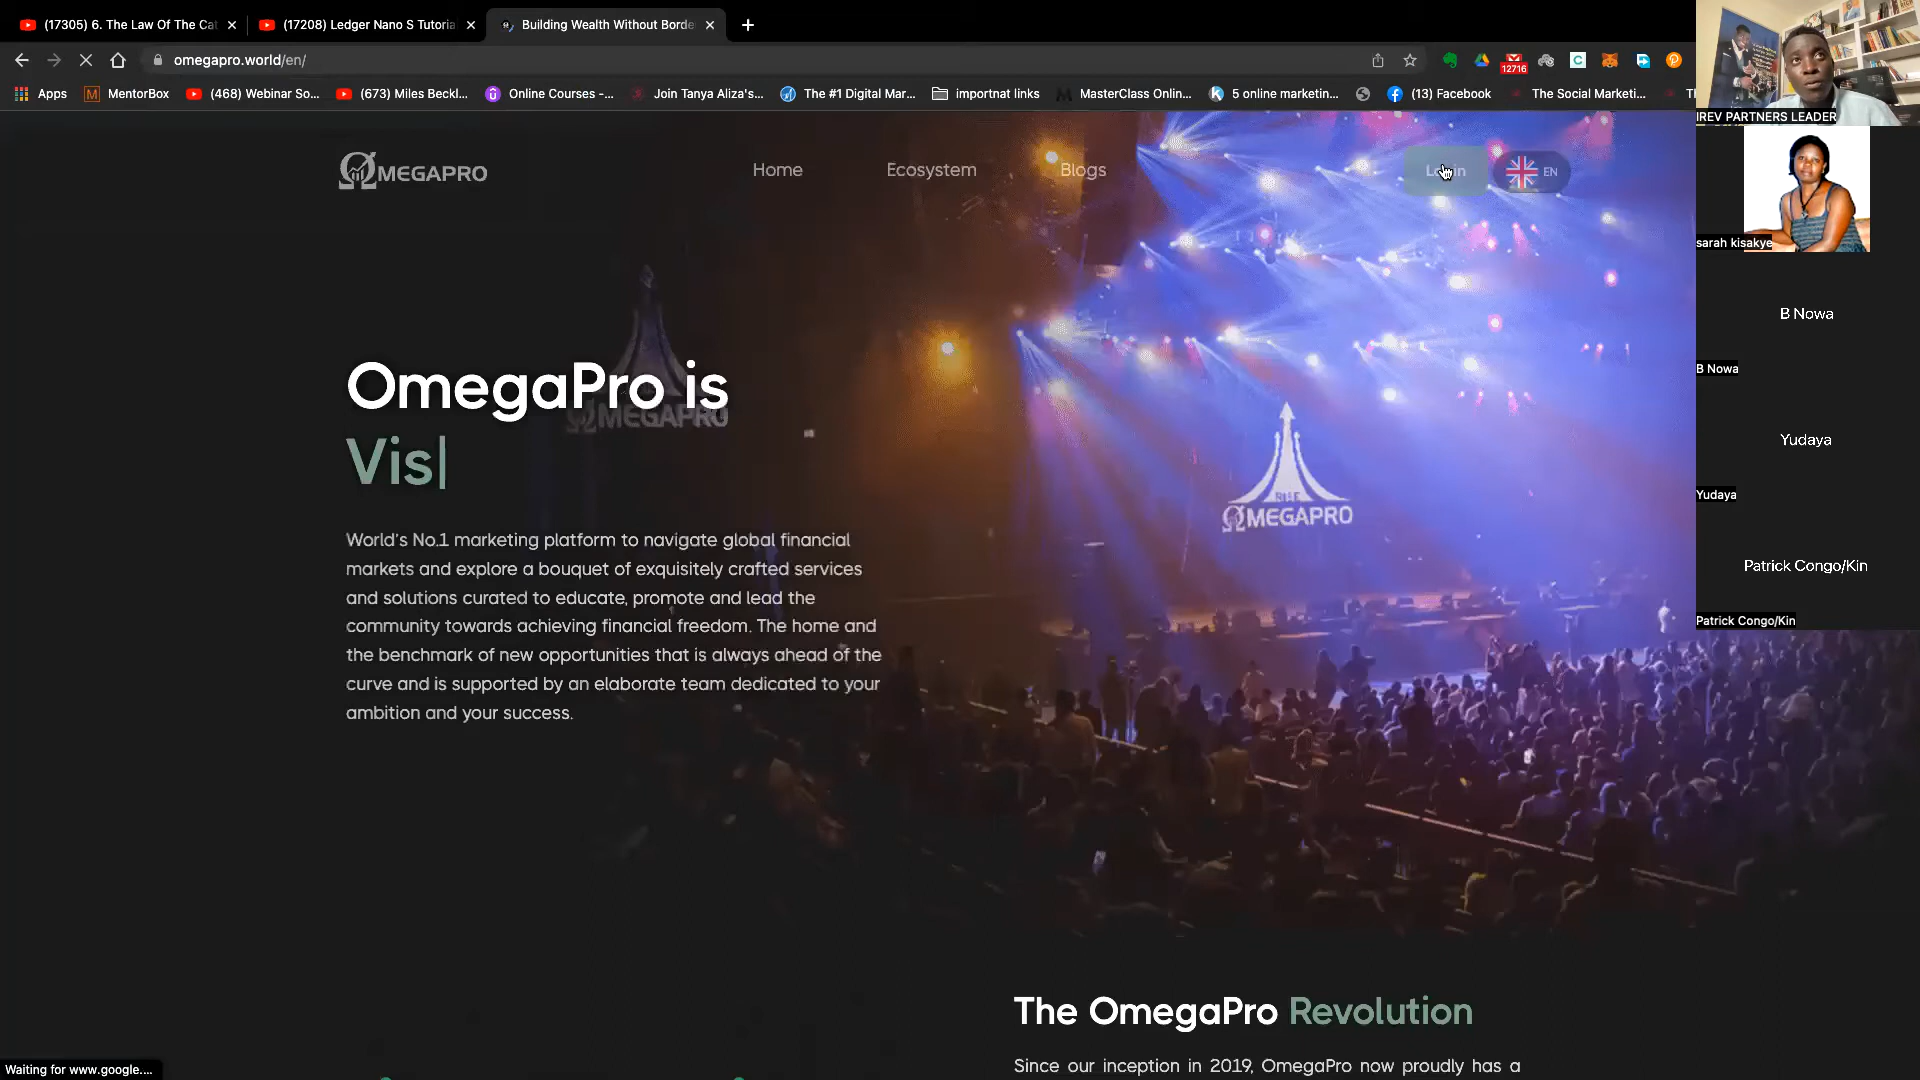 (17305) 6. The Law Of The Cat
(17208) Ledger Nano S Tutoria
Building Wealth Without Borde
omegapro.world/en/
12716
Apps
MentorBox
(468) Webinar So...
(673) Miles Beckl...
Online Courses -...
Join Tanya Aliza's...
The #1 Digital Mar...
importnat links
MasterClass Onlin...
5 online marketin...
(13) Facebook
The Social Marketi...
IREV PARTNERS LEADER
ΩMEGAPRO
Home
Ecosystem
Blogs
Login
EN
sarah kisakye
B Nowa
B Nowa
Yudaya
Yudaya
Patrick Congo/Kin
Patrick Congo/Kin
OmegaPro is
Vis|
ΩMEGAPRO
RISE
ΩMEGAPRO
World's No.1 marketing platform to navigate global financial
markets and explore a bouquet of exquisitely crafted services
and solutions curated to educate, promote and lead the
community towards achieving financial freedom. The home and
the benchmark of new opportunities that is always ahead of the
curve and is supported by an elaborate team dedicated to your
ambition and your success.
The OmegaPro Revolution
Since our inception in 2019, OmegaPro now proudly has a
Waiting for www.google....